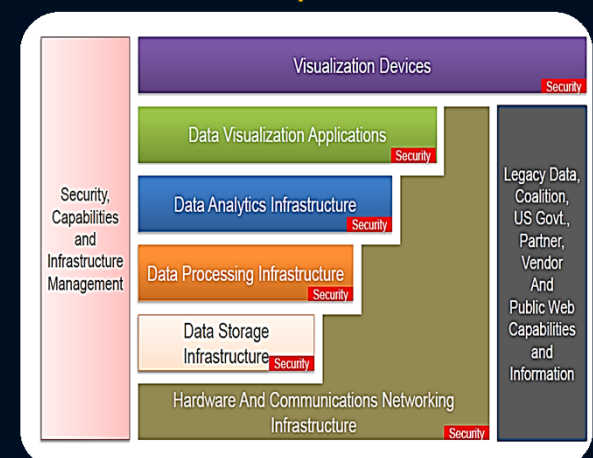 Visualization Devices
Security
Data Visualization Applications
Security
Data Analytics Infrastructure
Security
Data Processing Infrastructure
Security
Data Storage
Infrastructure
Security
Hardware And Communications Networking
Infrastructure
Security
Security,
Capabilities
and
Infrastructure
Management
Legacy Data,
Coalition,
US Govt.,
Partner,
Vendor
And
Public Web
Capabilities
and
Information